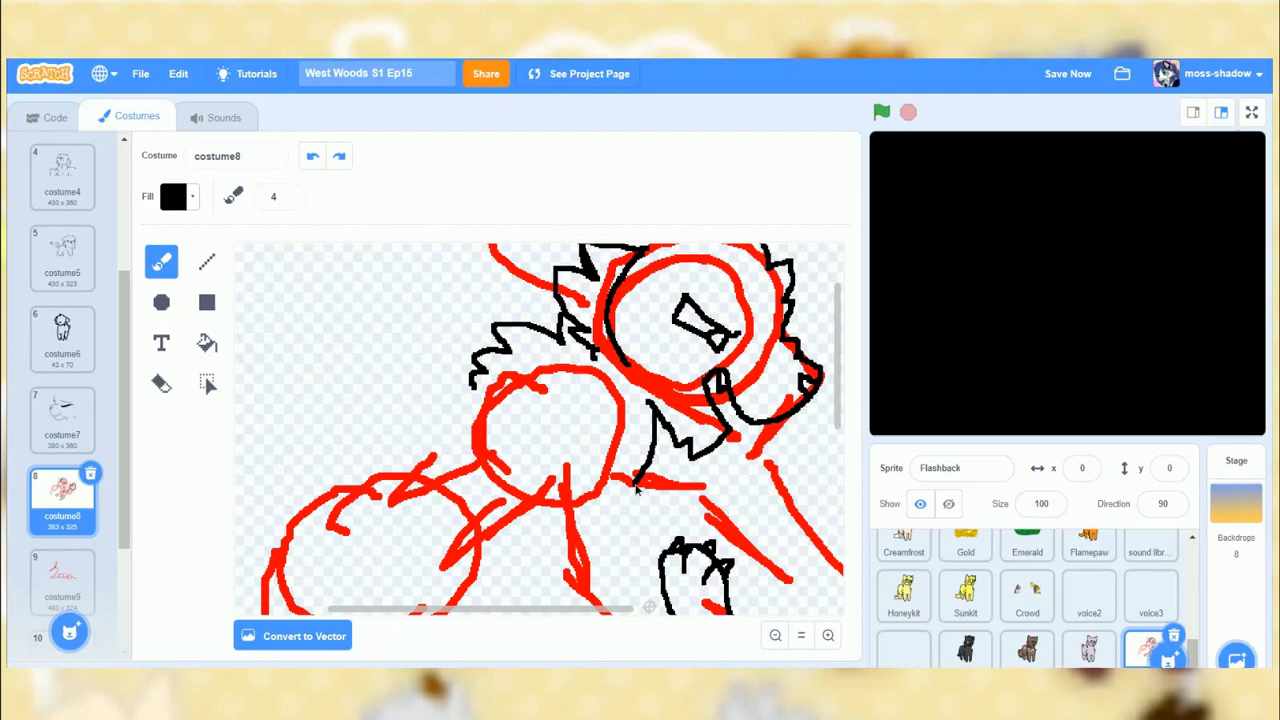 SCRATCH File Edit Tutorials West Woods S1 Ep15 Share See Project Page Save Now moss-shadow
Code Costumes Sounds
Costume costume8
Fill 4
4
costume4
430 x 360
5
costume5
430 x 323
6
costume6
43 x 70
7
costume7
380 x 360
8
costume8
383 x 325
9
costume9
480 x 324
10
Convert to Vector
Sprite Flashback x 0 y 0
Show Size 100 Direction 90
Stage
Backdrops
8
Creamfrost Gold Emerald Flamepaw sound libr...
Honeykit Sunkit Crowd voice2 voice3